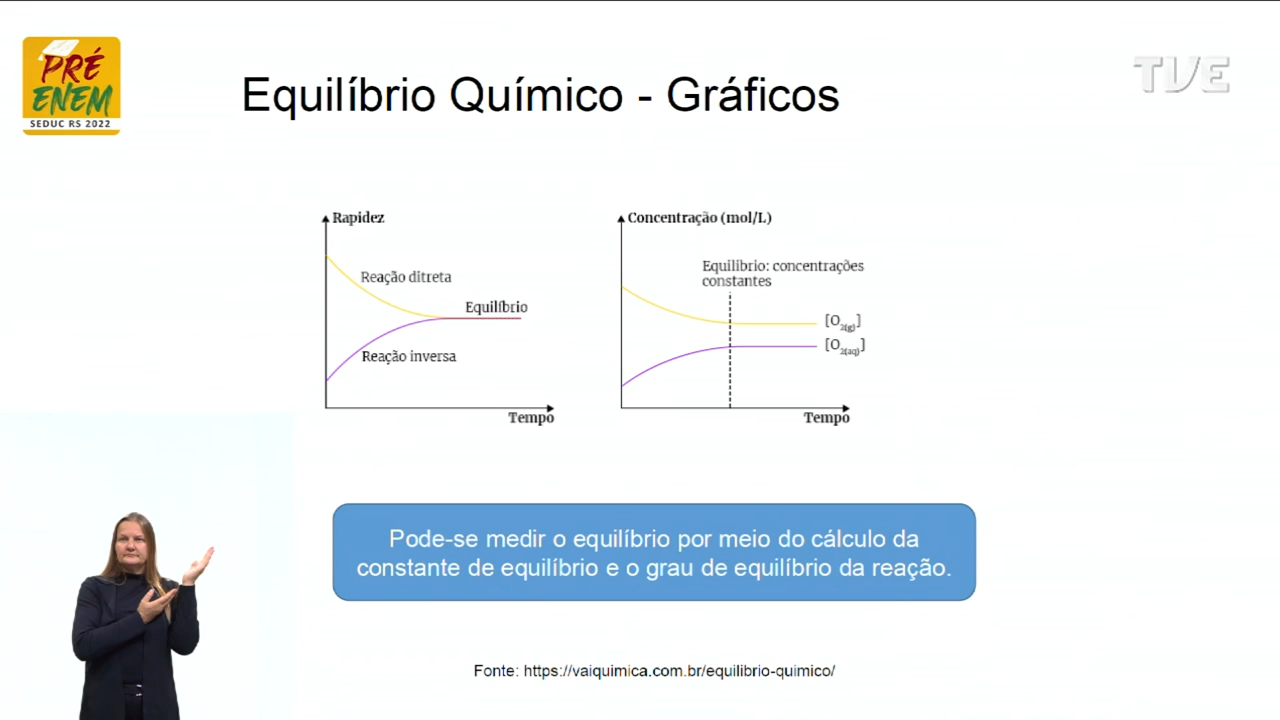 PRÉ
ENEM
SEDUC RS 2022
Equilíbrio Químico - Gráficos
TVE
Rapidez
Reação ditreta
Equilíbrio
Reação inversa
Tempo
Concentração (mol/L)
Equilíbrio: concentrações
constantes
[O2(g)]
[O2(aq)]
Tempo
Pode-se medir o equilíbrio por meio do cálculo da
constante de equilíbrio e o grau de equilíbrio da reação.
Fonte: https://vaiquimica.com.br/equilibrio-quimico/